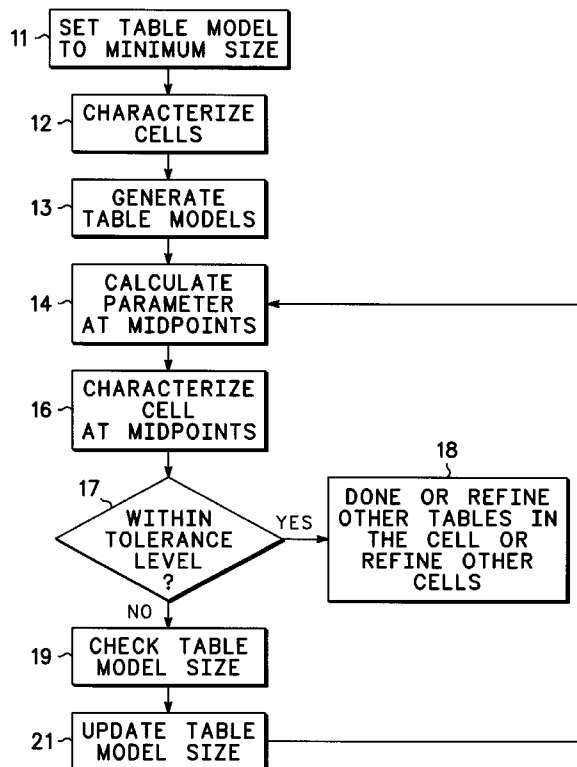 11
SET TABLE MODEL
TO MINIMUM SIZE
12
CHARACTERIZE
CELLS
13
GENERATE
TABLE MODELS
14
CALCULATE
PARAMETER
AT MIDPOINTS
16
CHARACTERIZE
CELL
AT MIDPOINTS
17
WITHIN
TOLERANCE
LEVEL
?
YES
18
DONE OR REFINE
OTHER TABLES IN
THE CELL OR
REFINE OTHER
CELLS
NO
19
CHECK TABLE
MODEL SIZE
21
UPDATE TABLE
MODEL SIZE